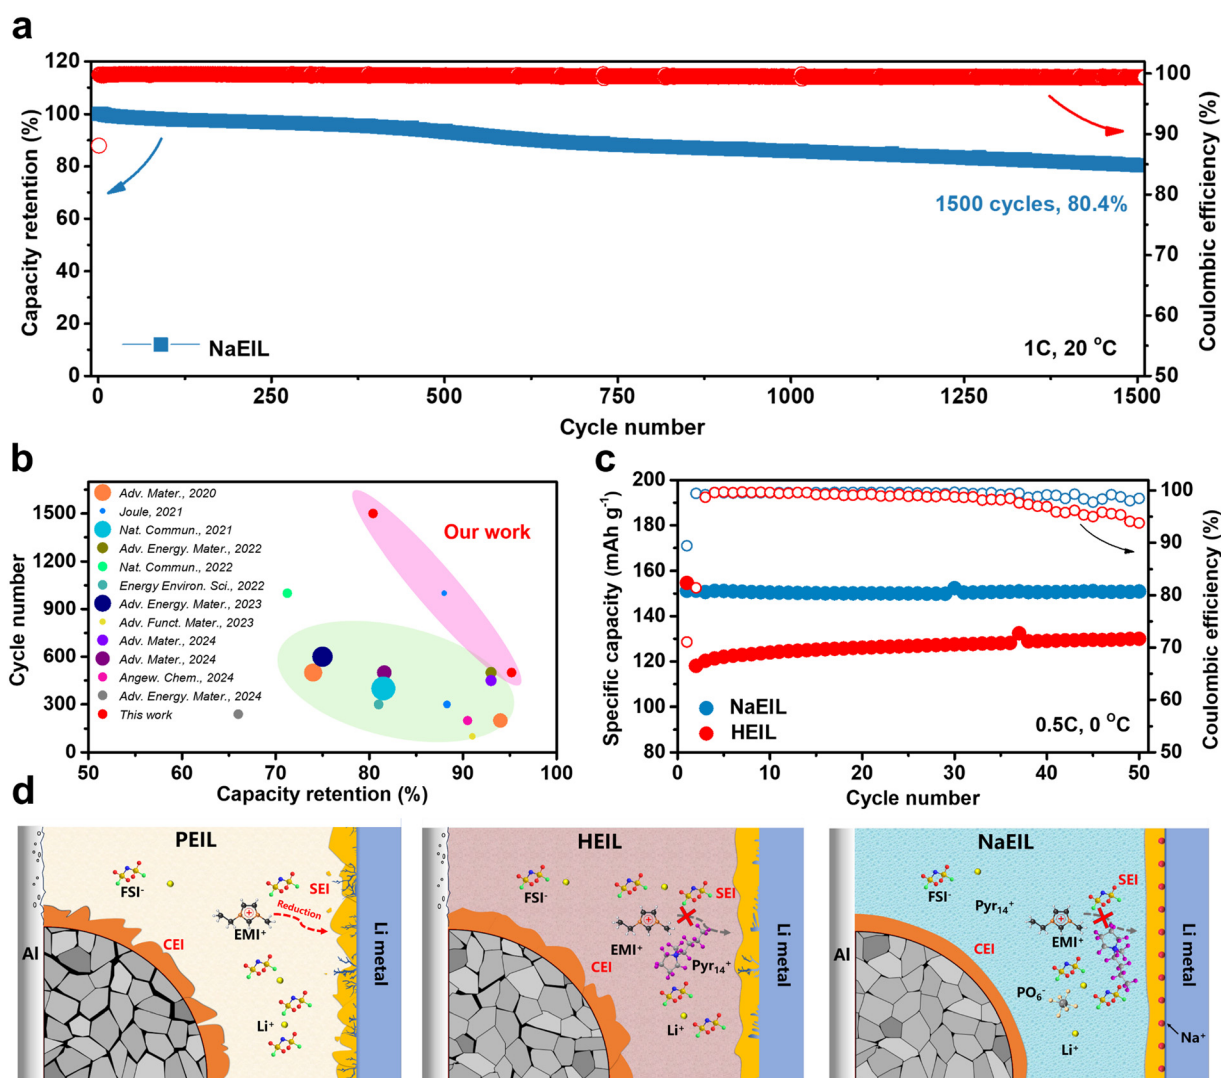 a
120
100
80
60
40
20
0
Capacity retention (%)
100
90
80
70
60
50
Coulombic efficiency (%)
1500 cycles, 80.4%
NaEIL
1C, 20 °C
0 250 500 750 1000 1250 1500
Cycle number
b
1500
1200
900
600
300
0
Cycle number
Adv. Mater., 2020
Joule, 2021
Nat. Commun., 2021
Adv. Energy. Mater., 2022
Nat. Commun., 2022
Energy Environ. Sci., 2022
Adv. Energy. Mater., 2023
Adv. Funct. Mater., 2023
Adv. Mater., 2024
Adv. Mater., 2024
Angew. Chem., 2024
Adv. Energy. Mater., 2024
This work
Our work
50 60 70 80 90 100
Capacity retention (%)
c
200
180
160
140
120
100
80
Specific capacity (mAh g⁻¹)
100
90
80
70
60
50
Coulombic efficiency (%)
NaEIL
HEIL
0.5C, 0 °C
0 10 20 30 40 50
Cycle number
d
PEIL
FSI⁻
SEI
Reduction
EMI⁺
CEI
Al
Li⁺
Li metal
HEIL
FSI⁻
SEI
EMI⁺
Pyr₁₄⁺
CEI
Li⁺
Li metal
NaEIL
FSI⁻
SEI
Pyr₁₄⁺
EMI⁺
CEI
Al
PO₆⁻
Li⁺
Li metal
Na⁺